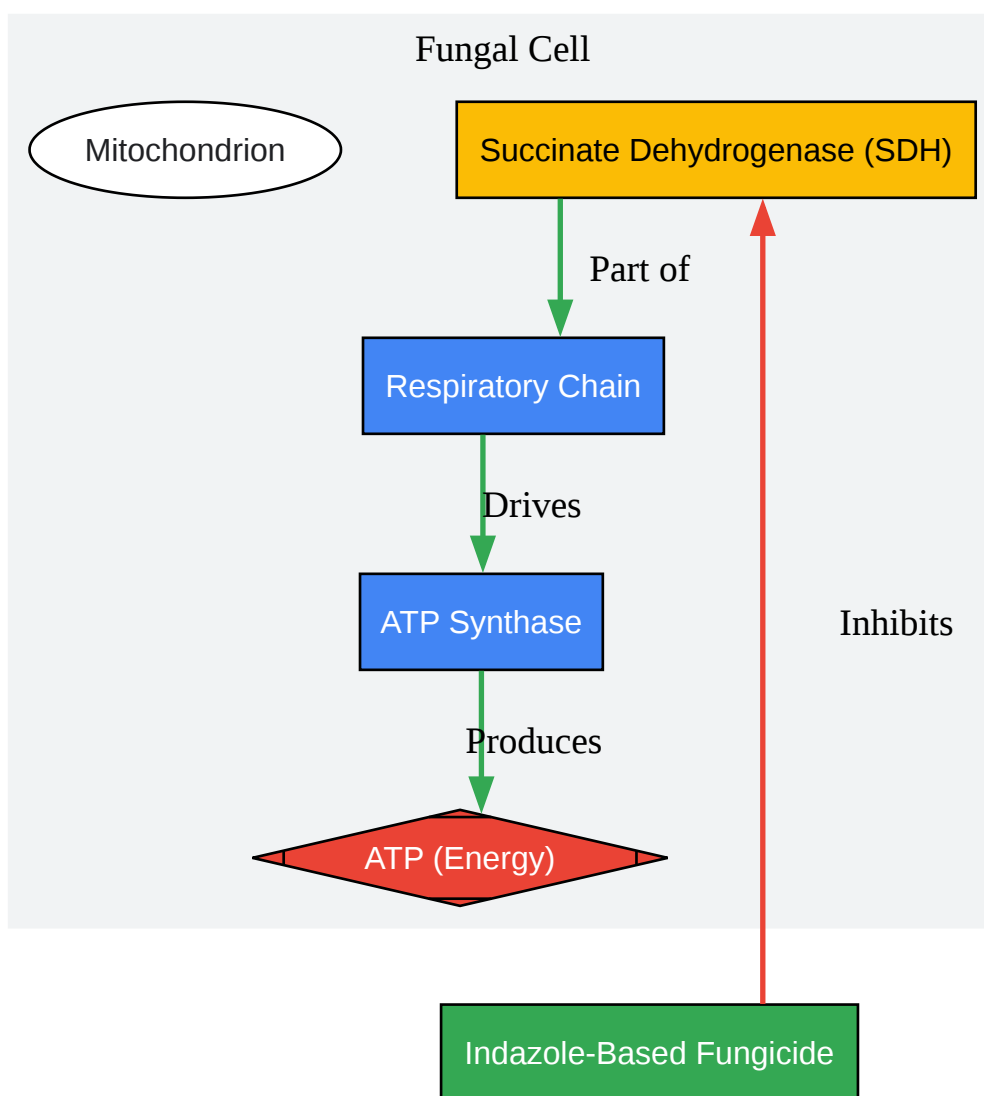 Fungal Cell
Mitochondrion
Succinate Dehydrogenase (SDH)
Part of
Respiratory Chain
Drives
ATP Synthase
Inhibits
Produces
ATP (Energy)
Indazole-Based Fungicide